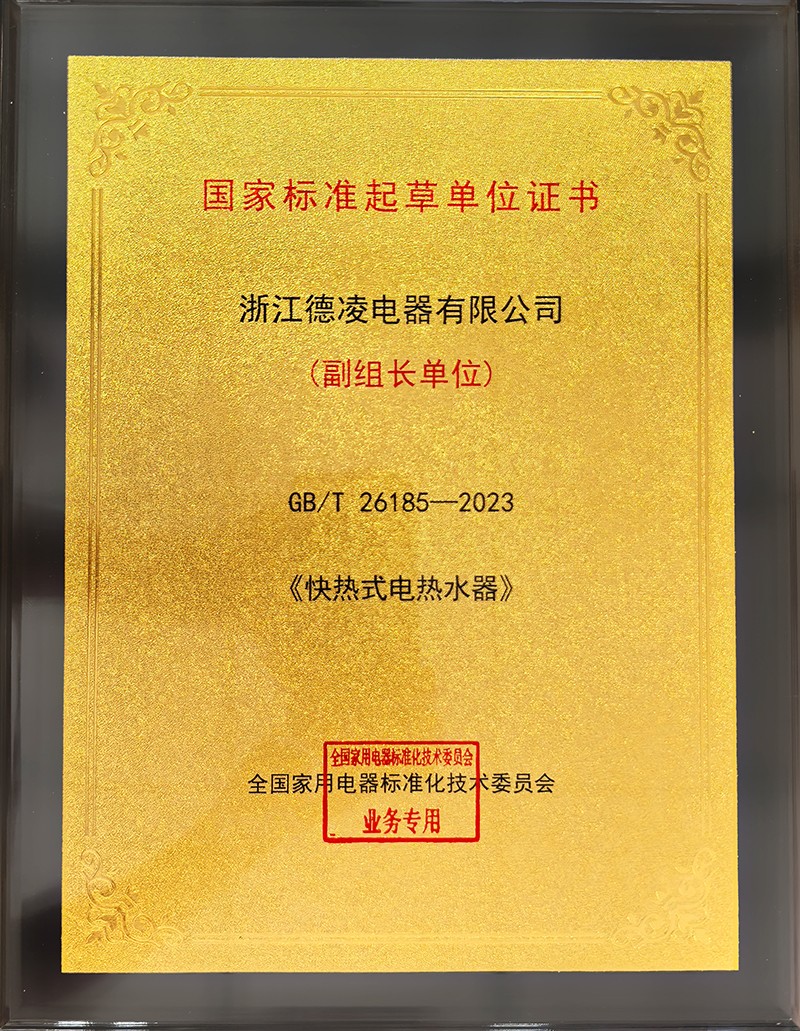 国家标准起草单位证书
浙江德凌电器有限公司
(副组长单位)
GB/T 26185—2023
《快热式电热水器》
全国家用电器标准化技术委员会
全国家用电器标准化技术委员会
业务专用